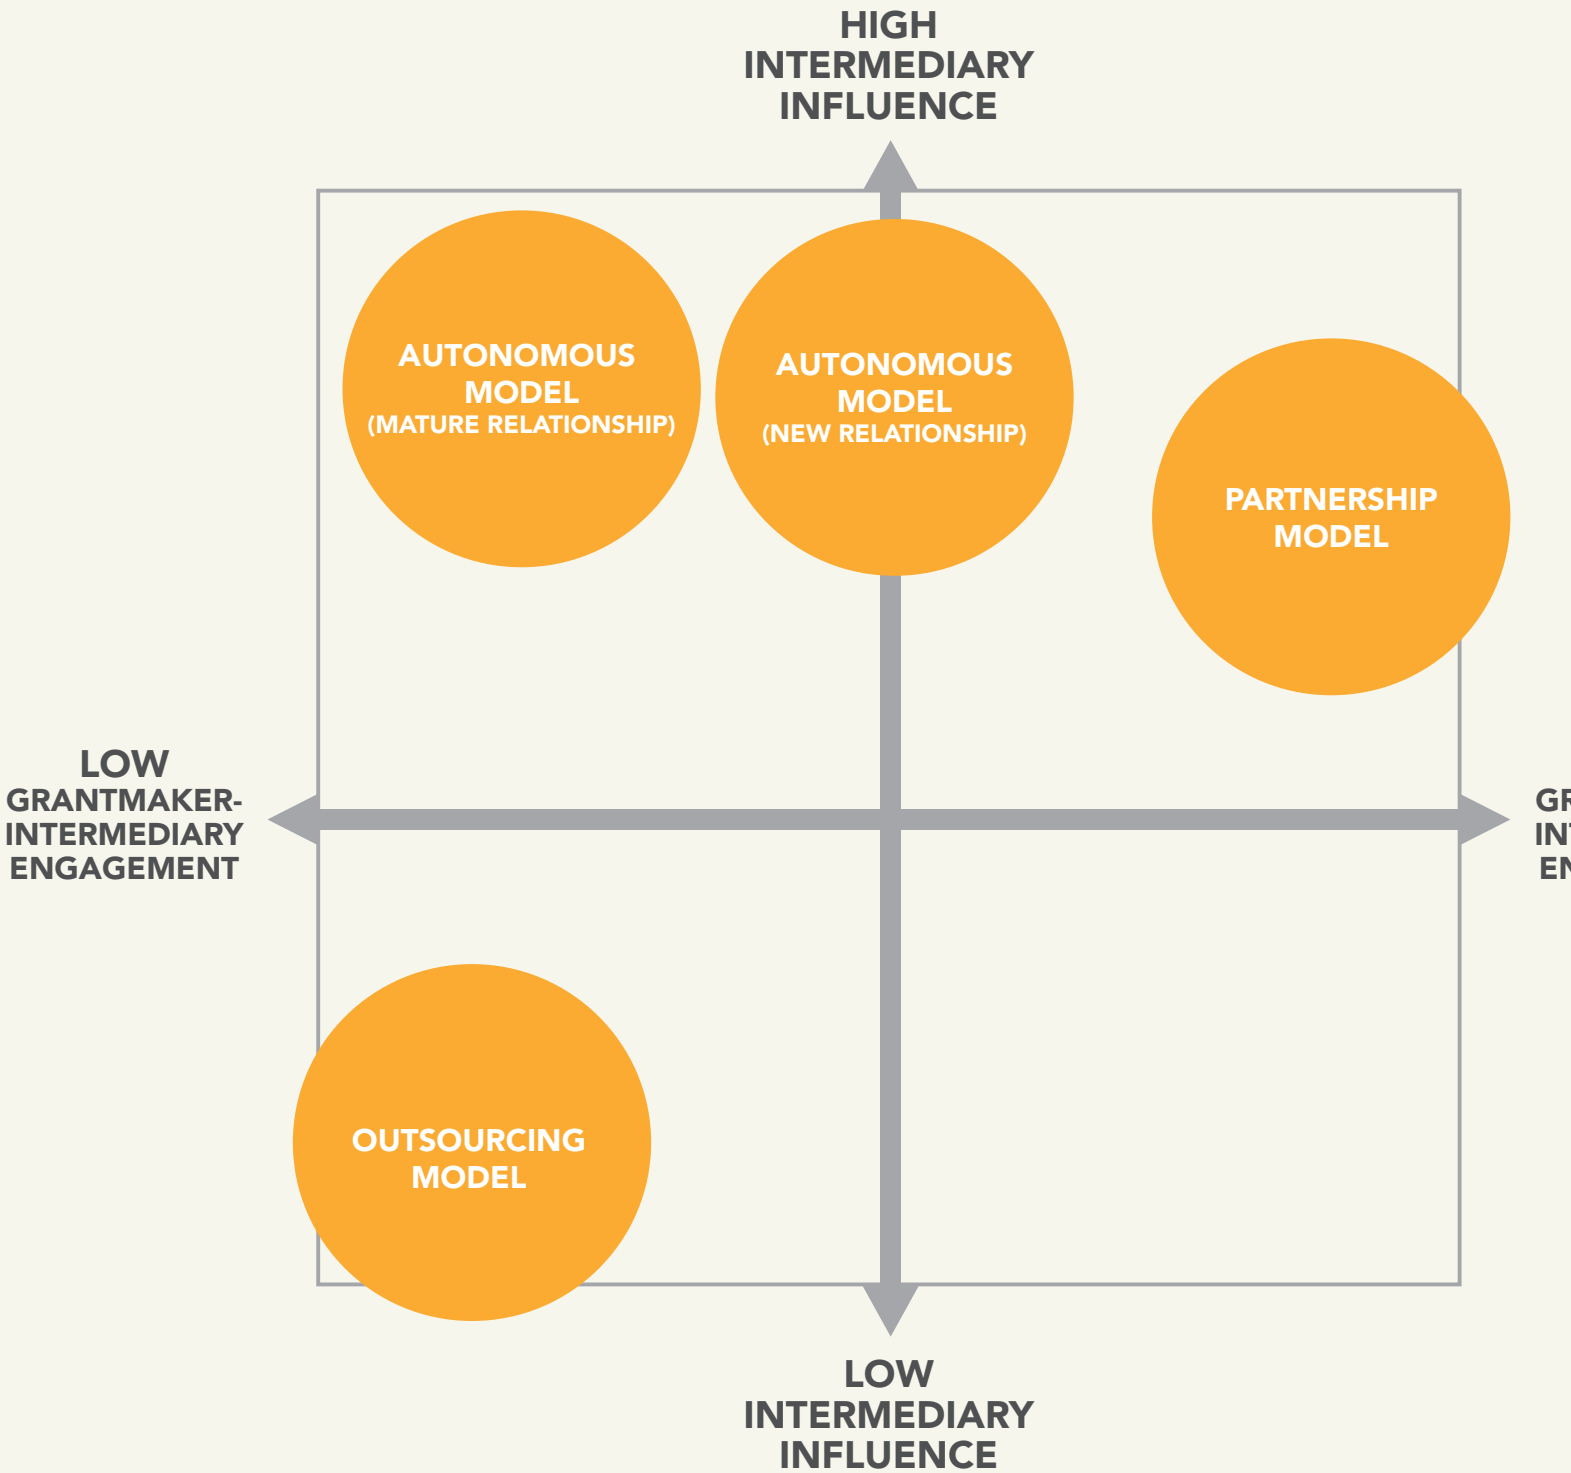 HIGH
INTERMEDIARY
INFLUENCE
AUTONOMOUS
MODEL
(MATURE RELATIONSHIP)
AUTONOMOUS
MODEL
(NEW RELATIONSHIP)
PARTNERSHIP
MODEL
LOW
GRANTMAKER-
INTERMEDIARY
ENGAGEMENT
OUTSOURCING
MODEL
LOW
INTERMEDIARY
INFLUENCE